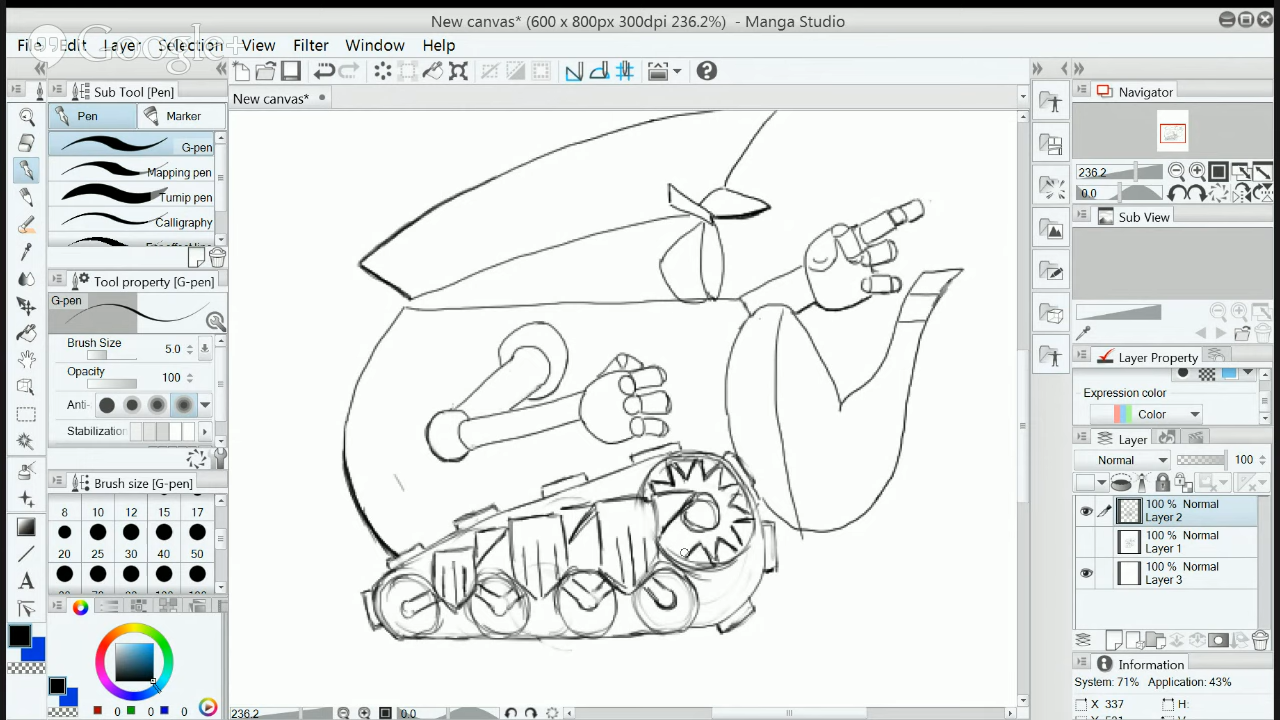 New canvas* (600 x 800px 300dpi 236.2%) - Manga Studio
File Edit Layer Selection View Filter Window Help
Google+
Sub Tool [Pen]
New canvas*
Navigator
Pen Marker
G-pen
Mapping pen
Turnip pen
Calligraphy
236.2
0.0
Sub View
Tool property [G-pen]
G-pen
Brush Size 5.0
Opacity 100
Anti-
Stabilization
Layer Property
Expression color
Color
Layer
Normal 100
Brush size [G-pen]
8 10 12 15 17
20 25 30 40 50
100 % Normal
Layer 2
100 % Normal
Layer 1
100 % Normal
Layer 3
Information
System: 71% Application: 43%
X 337 H:
Y W:
0 0 0
236.2 0.0